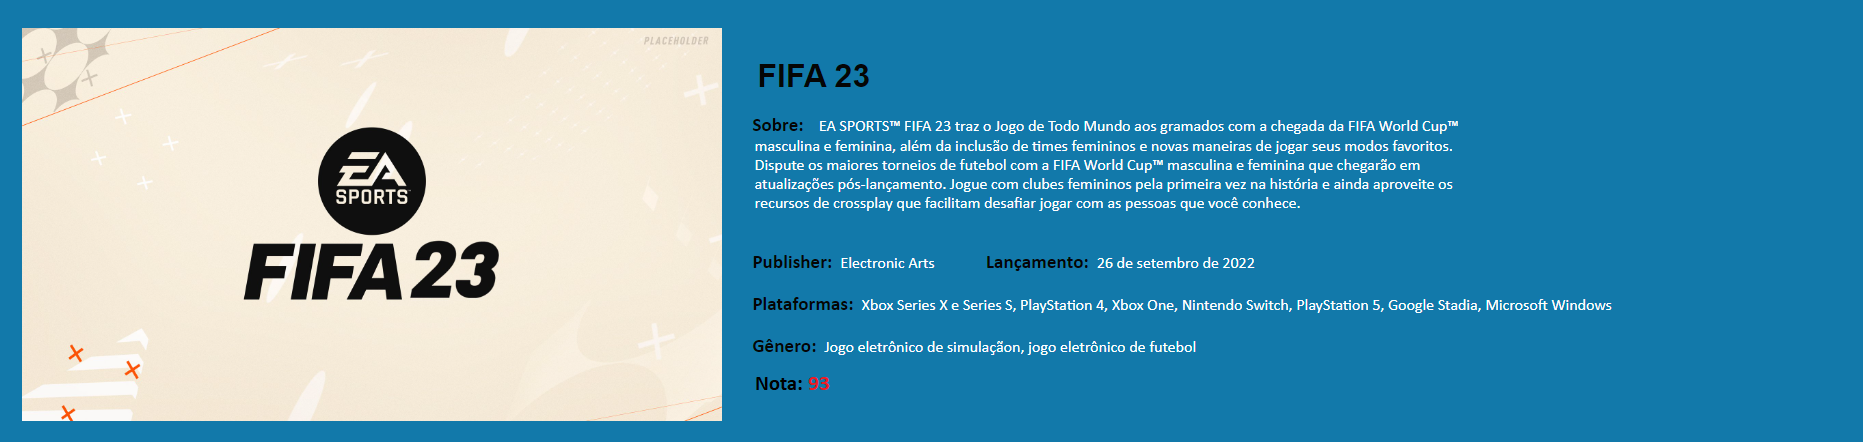 PLACEHOLDER
EA
SPORTS™
FIFA 23
FIFA 23
Sobre: EA SPORTS™ FIFA 23 traz o Jogo de Todo Mundo aos gramados com a chegada da FIFA World Cup™
masculina e feminina, além da inclusão de times femininos e novas maneiras de jogar seus modos favoritos.
Dispute os maiores torneios de futebol com a FIFA World Cup™ masculina e feminina que chegarão em
atualizações pós-lançamento. Jogue com clubes femininos pela primeira vez na história e ainda aproveite os
recursos de crossplay que facilitam desafiar jogar com as pessoas que você conhece.
Publisher: Electronic Arts Lançamento: 26 de setembro de 2022
Plataformas: Xbox Series X e Series S, PlayStation 4, Xbox One, Nintendo Switch, PlayStation 5, Google Stadia, Microsoft Windows
Gênero: Jogo eletrônico de simulaçãon, jogo eletrônico de futebol
Nota: 93